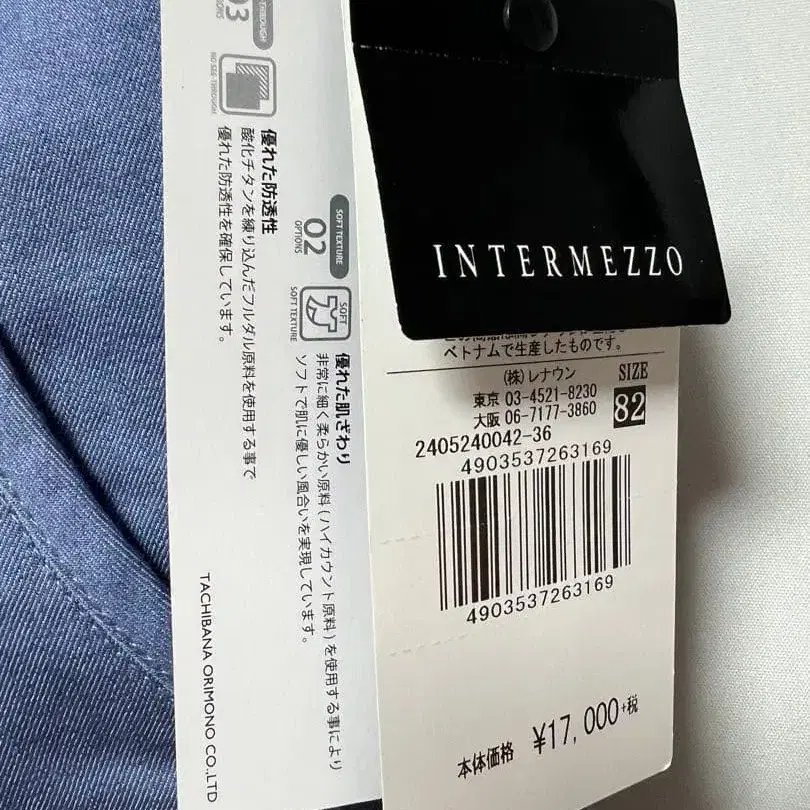 THROUGH
03
OPTIONS
NO SEE-THROUGH
優れた防透性
酸化チタンを練り込んだフルダル原料を使用する事で
優れた防透性を確保しています。
SOFT TEXTURE
02
OPTIONS
SOFT
SOFT TEXTURE
優れた肌ざわり
非常に細く柔らかい原料(ハイカウント原料)を使用する事により
ソフトで肌に優しい風合いを実現しています。
TACHIBANA ORIMONO CO.,LTD
INTERMEZZO
ベトナムで生産したものです。
(株)レナウン
東京 03-4521-8230
大阪 06-7177-3860
SIZE
82
2405240042-36
4903537263169
4903537263169
本体価格 ¥17,000+税